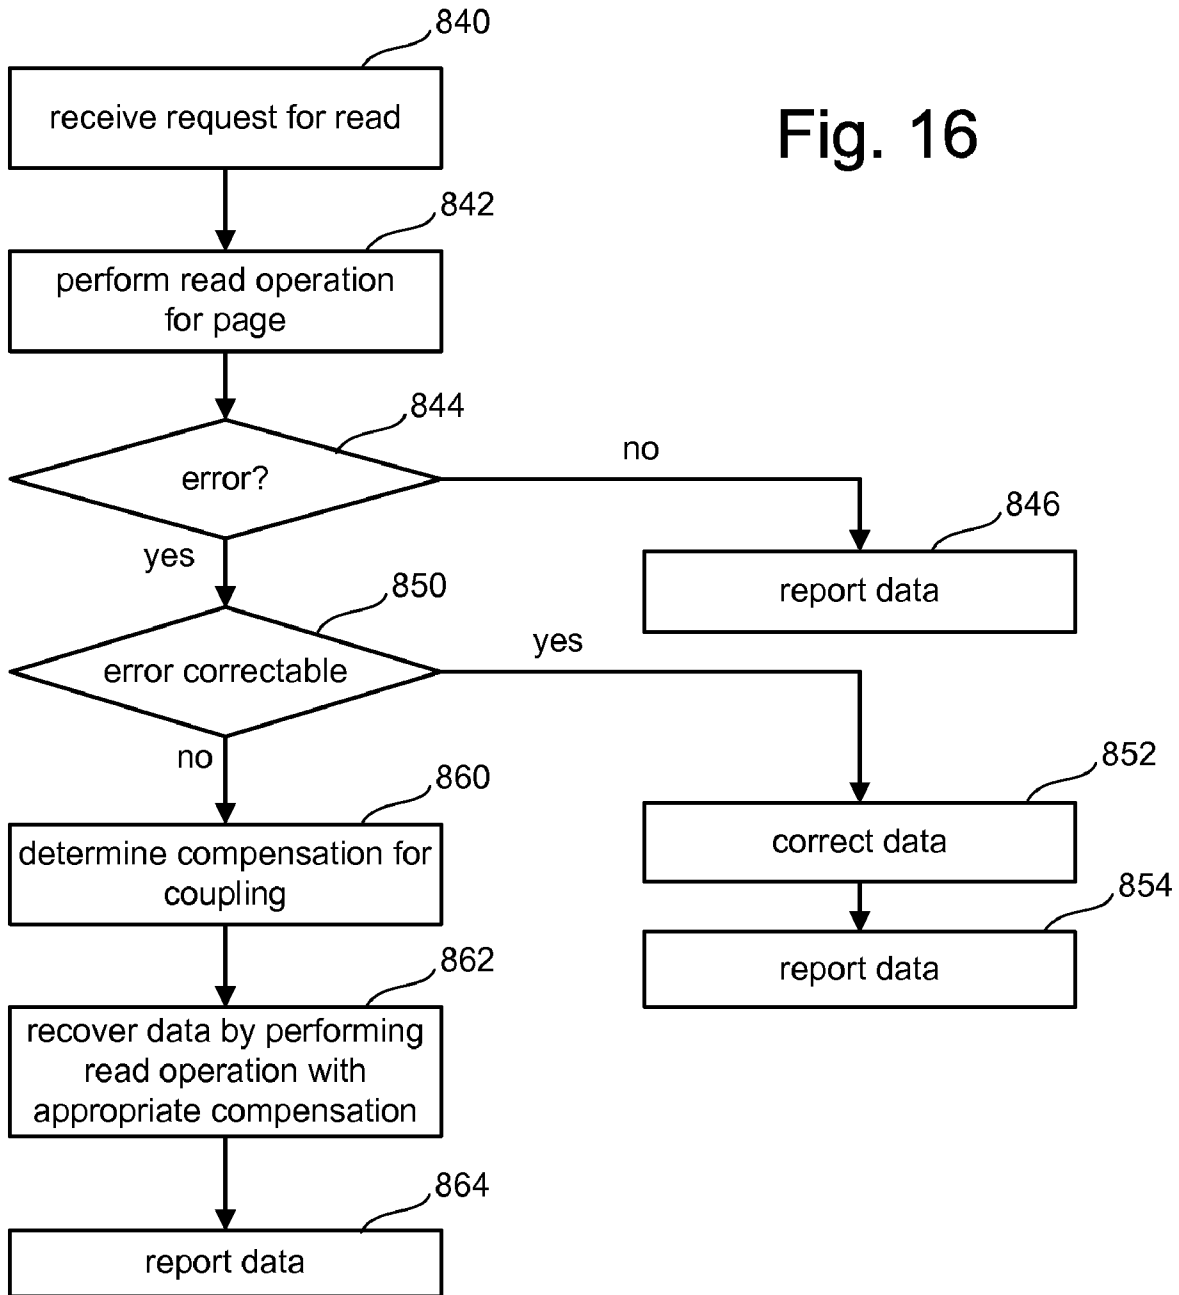 840
receive request for read
Fig. 16
842
perform read operation
for page
844
error?
no
yes
846
report data
850
error correctable
yes
no
852
correct data
854
report data
860
determine compensation for
coupling
862
recover data by performing
read operation with
appropriate compensation
864
report data